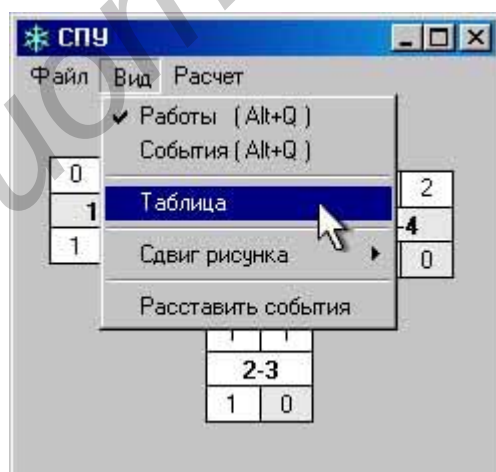 СПУ
Файл Вид Расчет
Работы ( Alt+Q )
События ( Alt+Q )
0
2
Таблица
1
-4
1
0
Сдвиг рисунка
Расставить события
2-3
1 0